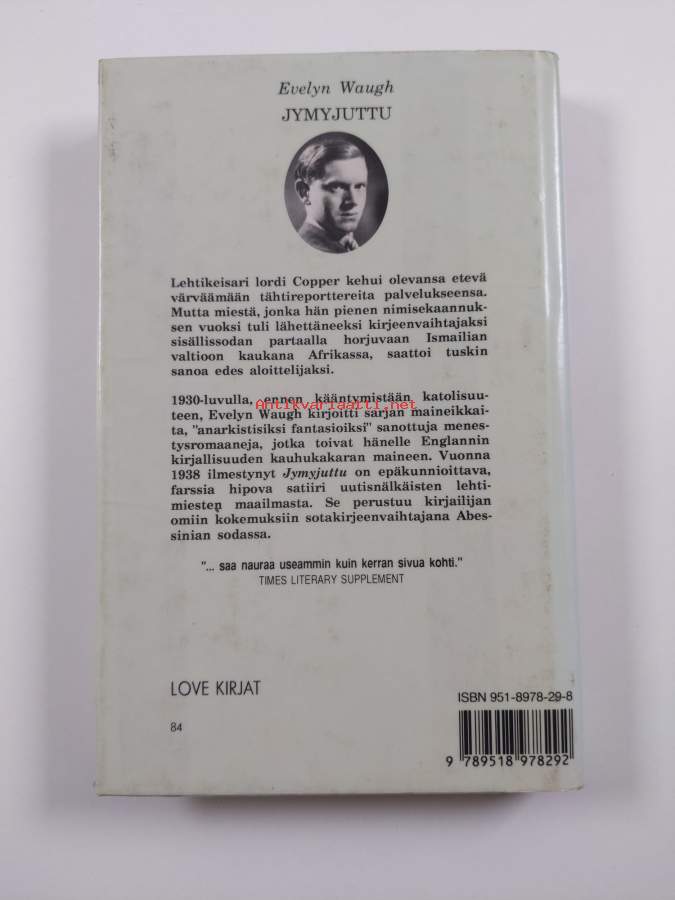 Evelyn Waugh
JYMYJUTTU
Lehtikeisari lordi Copper kehui olevansa etevä
värväämään tähtireporttereita palvelukseensa.
Mutta miestä, jonka hän pienen nimisekaannuk-
sen vuoksi tuli lähettäneeksi kirjeenvaihtajaksi
sisällissodan partaalla horjuvaan Ismailian
valtioon kaukana Afrikassa, saattoi tuskin
sanoa edes aloittelijaksi.
1930-luvulla, ennen kääntymistään katolisuu-
Antikvariaatti.net
teen, Evelyn Waugh kirjoitti sarjan maineikkai-
ta, "anarkistisiksi fantasioiksi" sanottuja menes-
tysromaaneja, jotka toivat hänelle Englannin
kirjallisuuden kauhukakaran maineen. Vuonna
1938 ilmestynyt Jymyjuttu on epäkunnioittava,
farssia hipova satiiri uutisnälkäisten lehti-
miesten maailmasta. Se perustuu kirjailijan
omiin kokemuksiin sotakirjeenvaihtajana Abes-
sinian sodassa.
"... saa nauraa useammin kuin kerran sivua kohti."
TIMES LITERARY SUPPLEMENT
LOVE KIRJAT
84
ISBN 951-8978-29-8
9 789518 978292